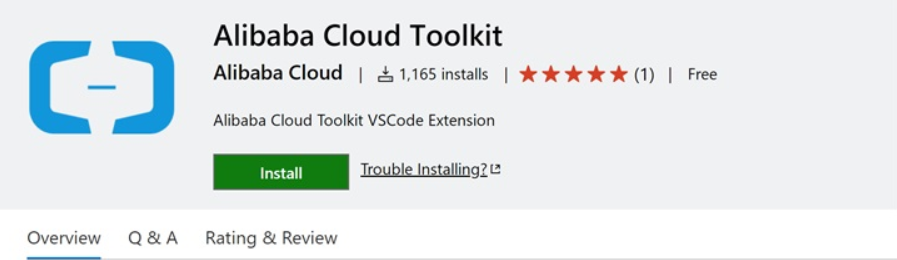 Alibaba Cloud Toolkit
Alibaba Cloud | 1,165 installs | ★★★★★ (1) | Free
Alibaba Cloud Toolkit VSCode Extension
Install Trouble Installing?
Overview Q & A Rating & Review